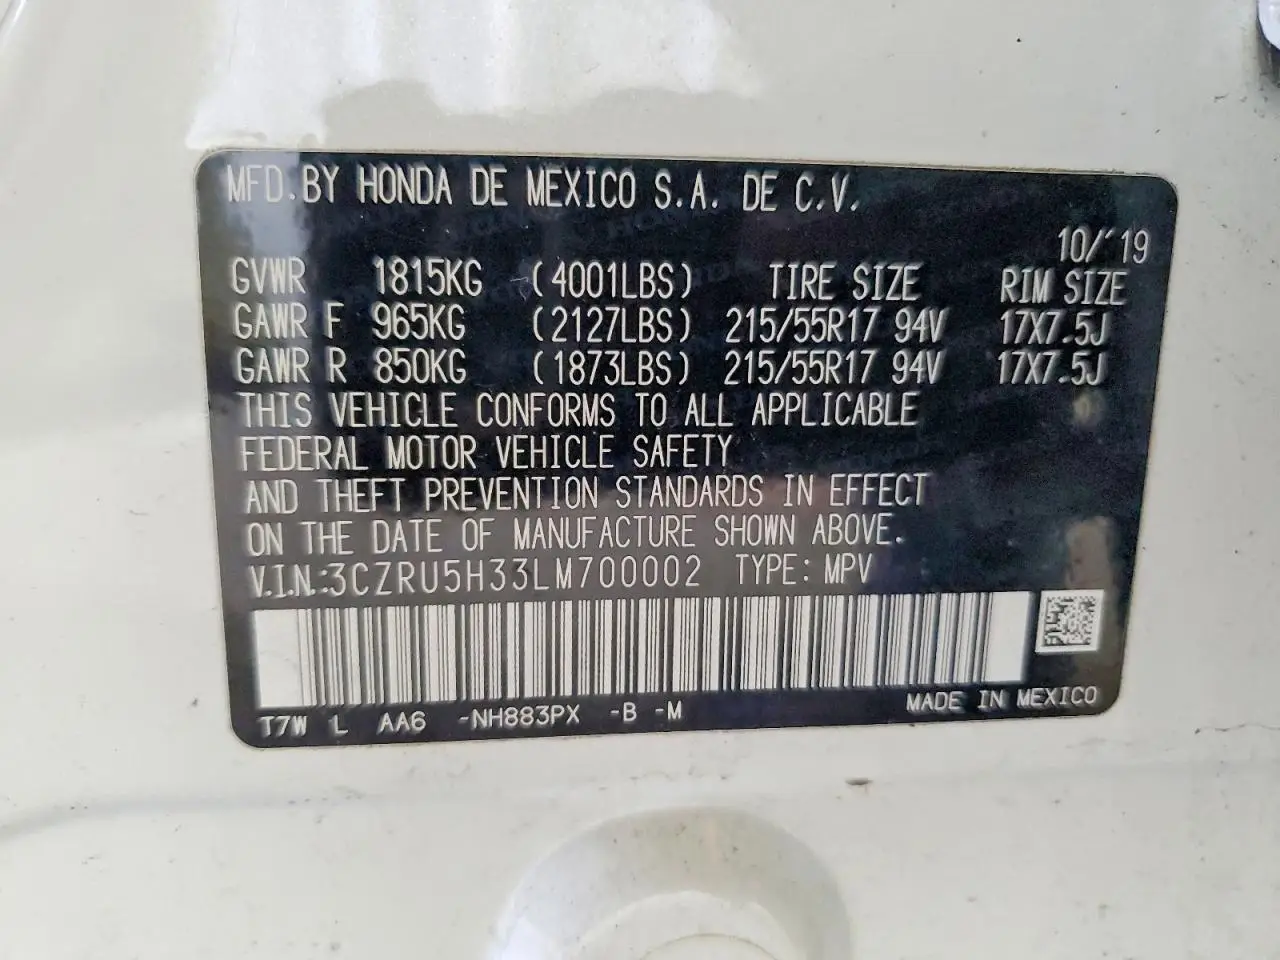 MFD.BY HONDA DE MEXICO S.A. DE C.V.
10/'19
GVWR 1815KG (4001LBS) TIRE SIZE RIM SIZE
GAWR F 965KG (2127LBS) 215/55R17 94V 17X7.5J
GAWR R 850KG (1873LBS) 215/55R17 94V 17X7.5J
THIS VEHICLE CONFORMS TO ALL APPLICABLE
FEDERAL MOTOR VEHICLE SAFETY
AND THEFT PREVENTION STANDARDS IN EFFECT
ON THE DATE OF MANUFACTURE SHOWN ABOVE.
V.I.N.:3CZRU5H33LM700002 TYPE: MPV
T7W L AA6 -NH883PX -B -M
MADE IN MEXICO